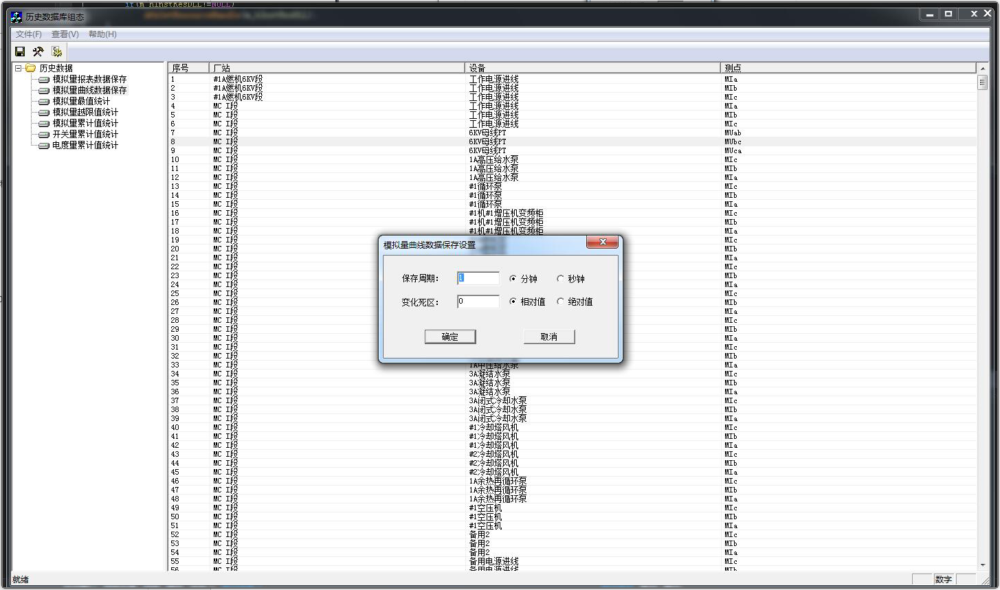 if(m_hInstResDLL!=NULL)
历史数据库组态
文件(F) 查看(V) 帮助(H)
历史数据
模拟量报表数据保存
模拟量曲线数据保存
模拟量最值统计
模拟量越限值统计
模拟量累计值统计
开关量累计值统计
电度量累计值统计
序号 厂站 设备 测点
1 #1A燃机6KV段 工作电源进线 MIa
2 #1A燃机6KV段 工作电源进线 MIb
3 #1A燃机6KV段 工作电源进线 MIc
4 MC I段 工作电源进线 MIa
5 MC I段 工作电源进线 MIb
6 MC I段 工作电源进线 MIc
7 MC I段 6KV母线PT MUab
8 MC I段 6KV母线PT MUbc
9 MC I段 6KV母线PT MUca
10 MC I段 1A高压给水泵 MIc
11 MC I段 1A高压给水泵 MIb
12 MC I段 1A高压给水泵 MIa
13 MC I段 #1循环泵 MIc
14 MC I段 #1循环泵 MIb
15 MC I段 #1循环泵 MIa
16 MC I段 #1机#1增压机变频柜 MIc
17 MC I段 #1机#1增压机变频柜 MIb
18 MC I段 #1机#1增压机变频柜 MIa
19 MC I段 MIc
20 MC I段 MIb
21 MC I段 MIa
22 MC I段 MIc
23 MC I段 MIb
24 MC I段 MIa
25 MC I段 MIc
26 MC I段 MIb
27 MC I段 MIa
28 MC I段 MIc
29 MC I段 MIb
30 MC I段 MIa
31 MC I段 MIc
32 MC I段 MIb
33 MC I段 1A中压给水泵 MIa
34 MC I段 3A凝结水泵 MIc
35 MC I段 3A凝结水泵 MIb
36 MC I段 3A凝结水泵 MIa
37 MC I段 3A闭式冷却水泵 MIc
38 MC I段 3A闭式冷却水泵 MIb
39 MC I段 3A闭式冷却水泵 MIa
40 MC I段 #1冷却塔风机 MIc
41 MC I段 #1冷却塔风机 MIb
42 MC I段 #1冷却塔风机 MIa
43 MC I段 #2冷却塔风机 MIc
44 MC I段 #2冷却塔风机 MIb
45 MC I段 #2冷却塔风机 MIa
46 MC I段 1A余热再循环泵 MIc
47 MC I段 1A余热再循环泵 MIb
48 MC I段 1A余热再循环泵 MIa
49 MC I段 #1空压机 MIc
50 MC I段 #1空压机 MIb
51 MC I段 #1空压机 MIa
52 MC I段 备用2 MIc
53 MC I段 备用2 MIb
54 MC I段 备用2 MIa
55 MC I段 备用电源进线 MIc
56 MC I段 备用电源进线 MIb
模拟量曲线数据保存设置
保存周期： 1 分钟 秒钟
变化死区： 0 相对值 绝对值
确定 取消
就绪 数字